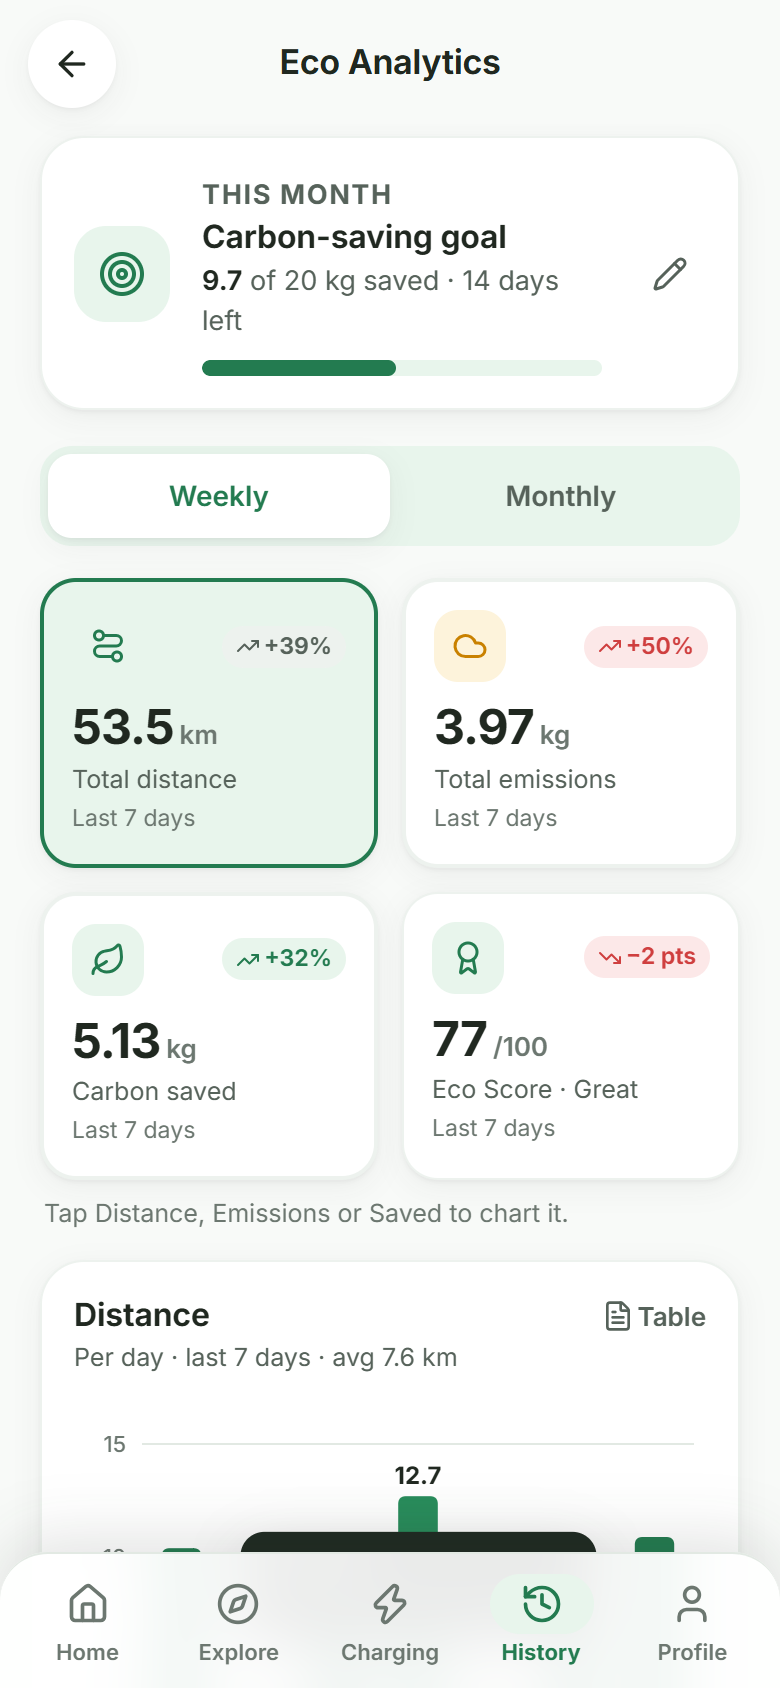 Eco Analytics
THIS MONTH
Carbon-saving goal
9.7 of 20 kg saved · 14 days
left
Weekly
Monthly
+39%
53.5 km
Total distance
Last 7 days
+50%
3.97 kg
Total emissions
Last 7 days
+32%
5.13 kg
Carbon saved
Last 7 days
−2 pts
77 /100
Eco Score · Great
Last 7 days
Tap Distance, Emissions or Saved to chart it.
Distance
Table
Per day · last 7 days · avg 7.6 km
15
12.7
Home
Explore
Charging
History
Profile